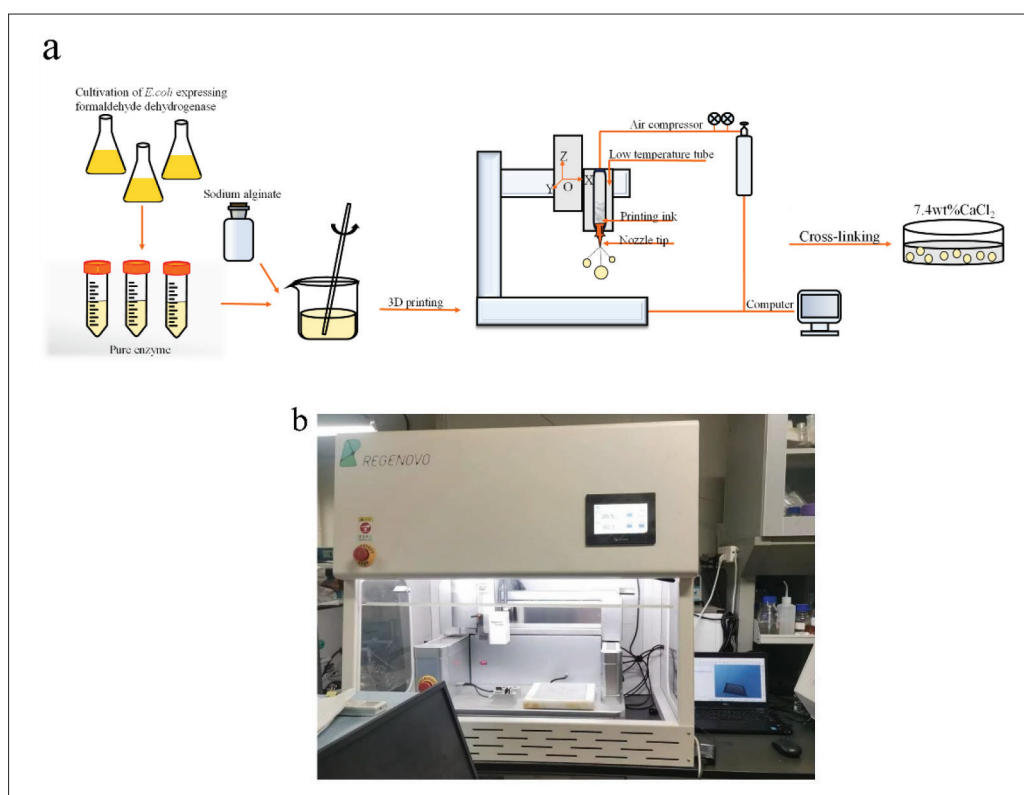 a
Cultivation of E.coli expressing
formaldehyde dehydrogenase
Sodium alginate
Pure enzyme
3D printing
Air compressor
Low temperature tube
Z
X
Y
O
Printing ink
Nozzle tip
Computer
Cross-linking
7.4wt%CaCl₂
b
REGENOVO